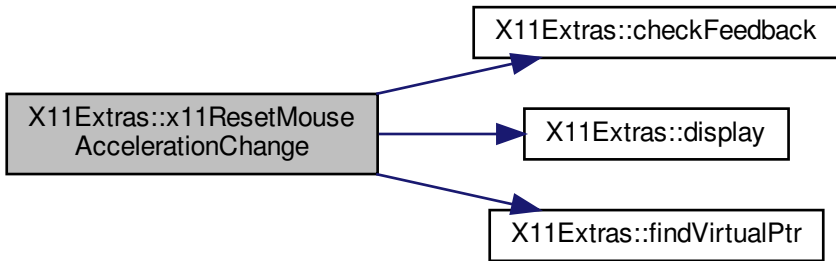 X11Extras::checkFeedback
X11Extras::x11ResetMouse
AccelerationChange
X11Extras::display
X11Extras::findVirtualPtr